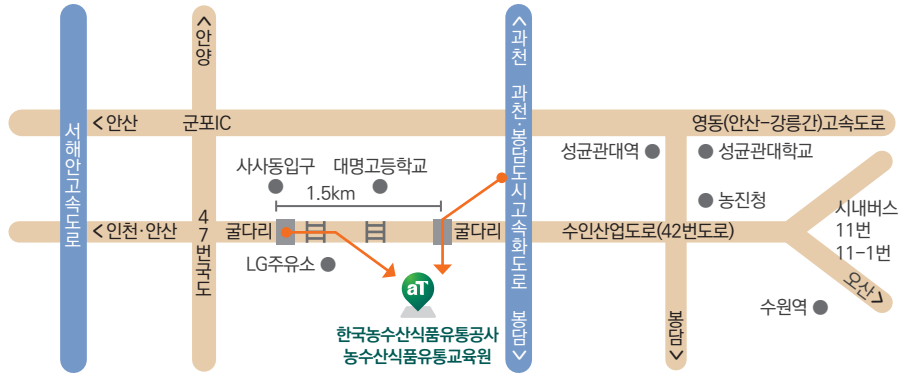 <안양
<과천 과천·봉담도시고속화도로 봉담>
서해안고속도로
<안산
군포IC
영동(안산-강릉간)고속도로
사사동입구
대명고등학교
성균관대역
성균관대학교
1.5km
농진청
47번국도
<인천·안산
굴다리
굴다리
수인산업도로(42번도로)
시내버스
11번
11-1번
LG주유소
오산>
aT
수원역
봉담>
한국농수산식품유통공사
농수산식품유통교육원